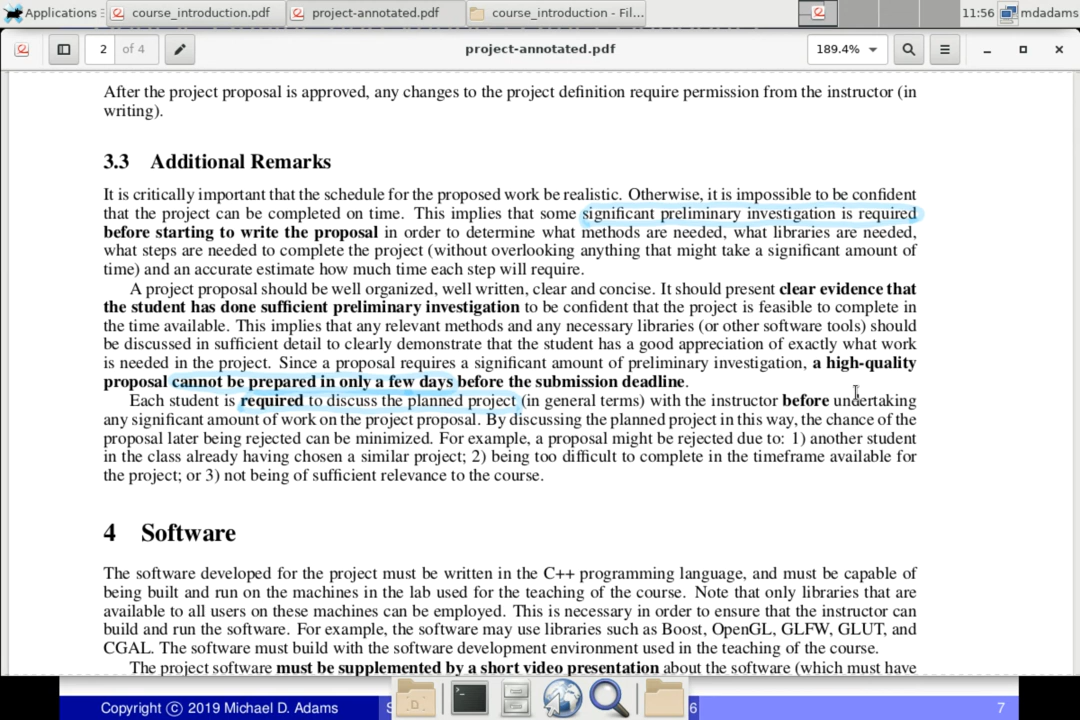 Applications
course_introduction.pdf
project-annotated.pdf
course_introduction - Fil...
11:56
mdadams
2 of 4
project-annotated.pdf
189.4%
After the project proposal is approved, any changes to the project definition require permission from the instructor (in
writing).
3.3 Additional Remarks
It is critically important that the schedule for the proposed work be realistic. Otherwise, it is impossible to be confident
that the project can be completed on time. This implies that some significant preliminary investigation is required
before starting to write the proposal in order to determine what methods are needed, what libraries are needed,
what steps are needed to complete the project (without overlooking anything that might take a significant amount of
time) and an accurate estimate how much time each step will require.
A project proposal should be well organized, well written, clear and concise. It should present clear evidence that
the student has done sufficient preliminary investigation to be confident that the project is feasible to complete in
the time available. This implies that any relevant methods and any necessary libraries (or other software tools) should
be discussed in sufficient detail to clearly demonstrate that the student has a good appreciation of exactly what work
is needed in the project. Since a proposal requires a significant amount of preliminary investigation, a high-quality
proposal cannot be prepared in only a few days before the submission deadline.
Each student is required to discuss the planned project (in general terms) with the instructor before undertaking
any significant amount of work on the project proposal. By discussing the planned project in this way, the chance of the
proposal later being rejected can be minimized. For example, a proposal might be rejected due to: 1) another student
in the class already having chosen a similar project; 2) being too difficult to complete in the timeframe available for
the project; or 3) not being of sufficient relevance to the course.
4 Software
The software developed for the project must be written in the C++ programming language, and must be capable of
being built and run on the machines in the lab used for the teaching of the course. Note that only libraries that are
available to all users on these machines can be employed. This is necessary in order to ensure that the instructor can
build and run the software. For example, the software may use libraries such as Boost, OpenGL, GLFW, GLUT, and
CGAL. The software must build with the software development environment used in the teaching of the course.
The project software must be supplemented by a short video presentation about the software (which must have
Copyright © 2019 Michael D. Adams
S
6
7